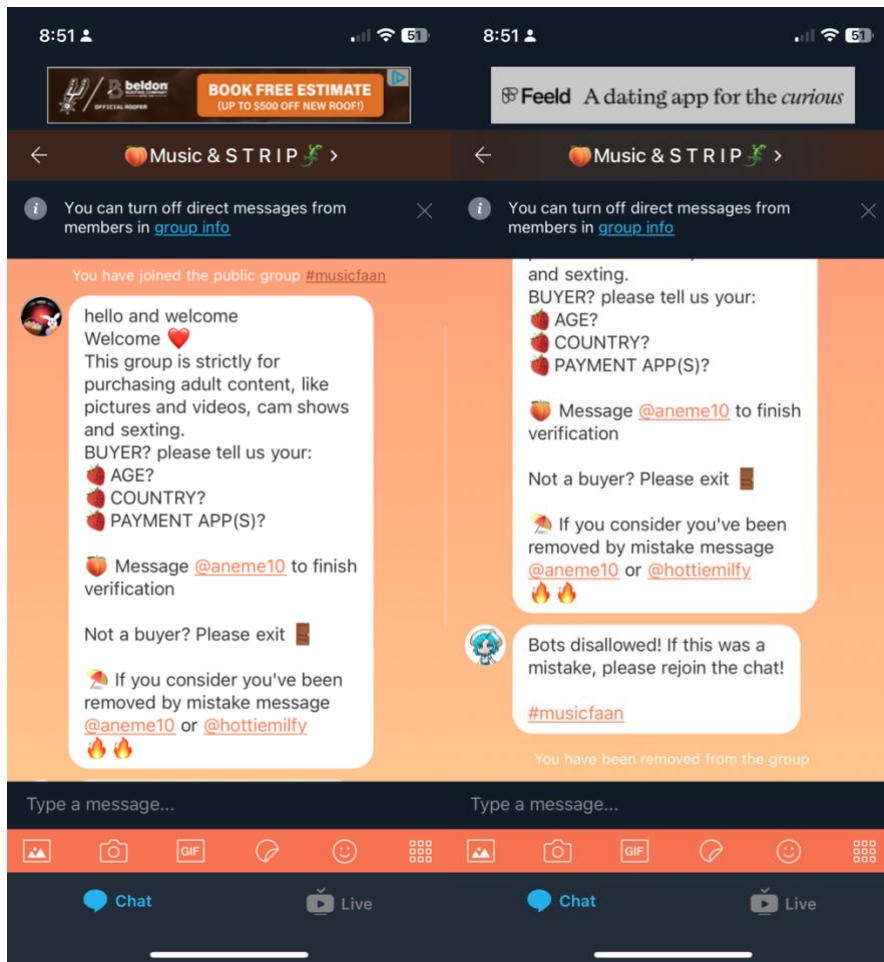 8:51
51
beldon
OFFICIAL ROOFER
BOOK FREE ESTIMATE
(UP TO $500 OFF NEW ROOF!)
🍑Music & S T R I P🐉 >
You can turn off direct messages from
members in group info
You have joined the public group #musicfaan
hello and welcome
Welcome ❤️
This group is strictly for
purchasing adult content, like
pictures and videos, cam shows
and sexting.
BUYER? please tell us your:
🍓 AGE?
🍓 COUNTRY?
🍓 PAYMENT APP(S)?
🍑 Message @aneme10 to finish
verification
Not a buyer? Please exit 🚪
⛱️ If you consider you've been
removed by mistake message
@aneme10 or @hottiemilfy
🔥🔥
Type a message...
GIF
Chat
Live
8:51
51
Feeld A dating app for the curious
🍑Music & S T R I P🐉 >
You can turn off direct messages from
members in group info
and sexting.
BUYER? please tell us your:
🍓 AGE?
🍓 COUNTRY?
🍓 PAYMENT APP(S)?
🍑 Message @aneme10 to finish
verification
Not a buyer? Please exit 🚪
⛱️ If you consider you've been
removed by mistake message
@aneme10 or @hottiemilfy
🔥🔥
Bots disallowed! If this was a
mistake, please rejoin the chat!
#musicfaan
You have been removed from the group
Type a message...
GIF
Chat
Live